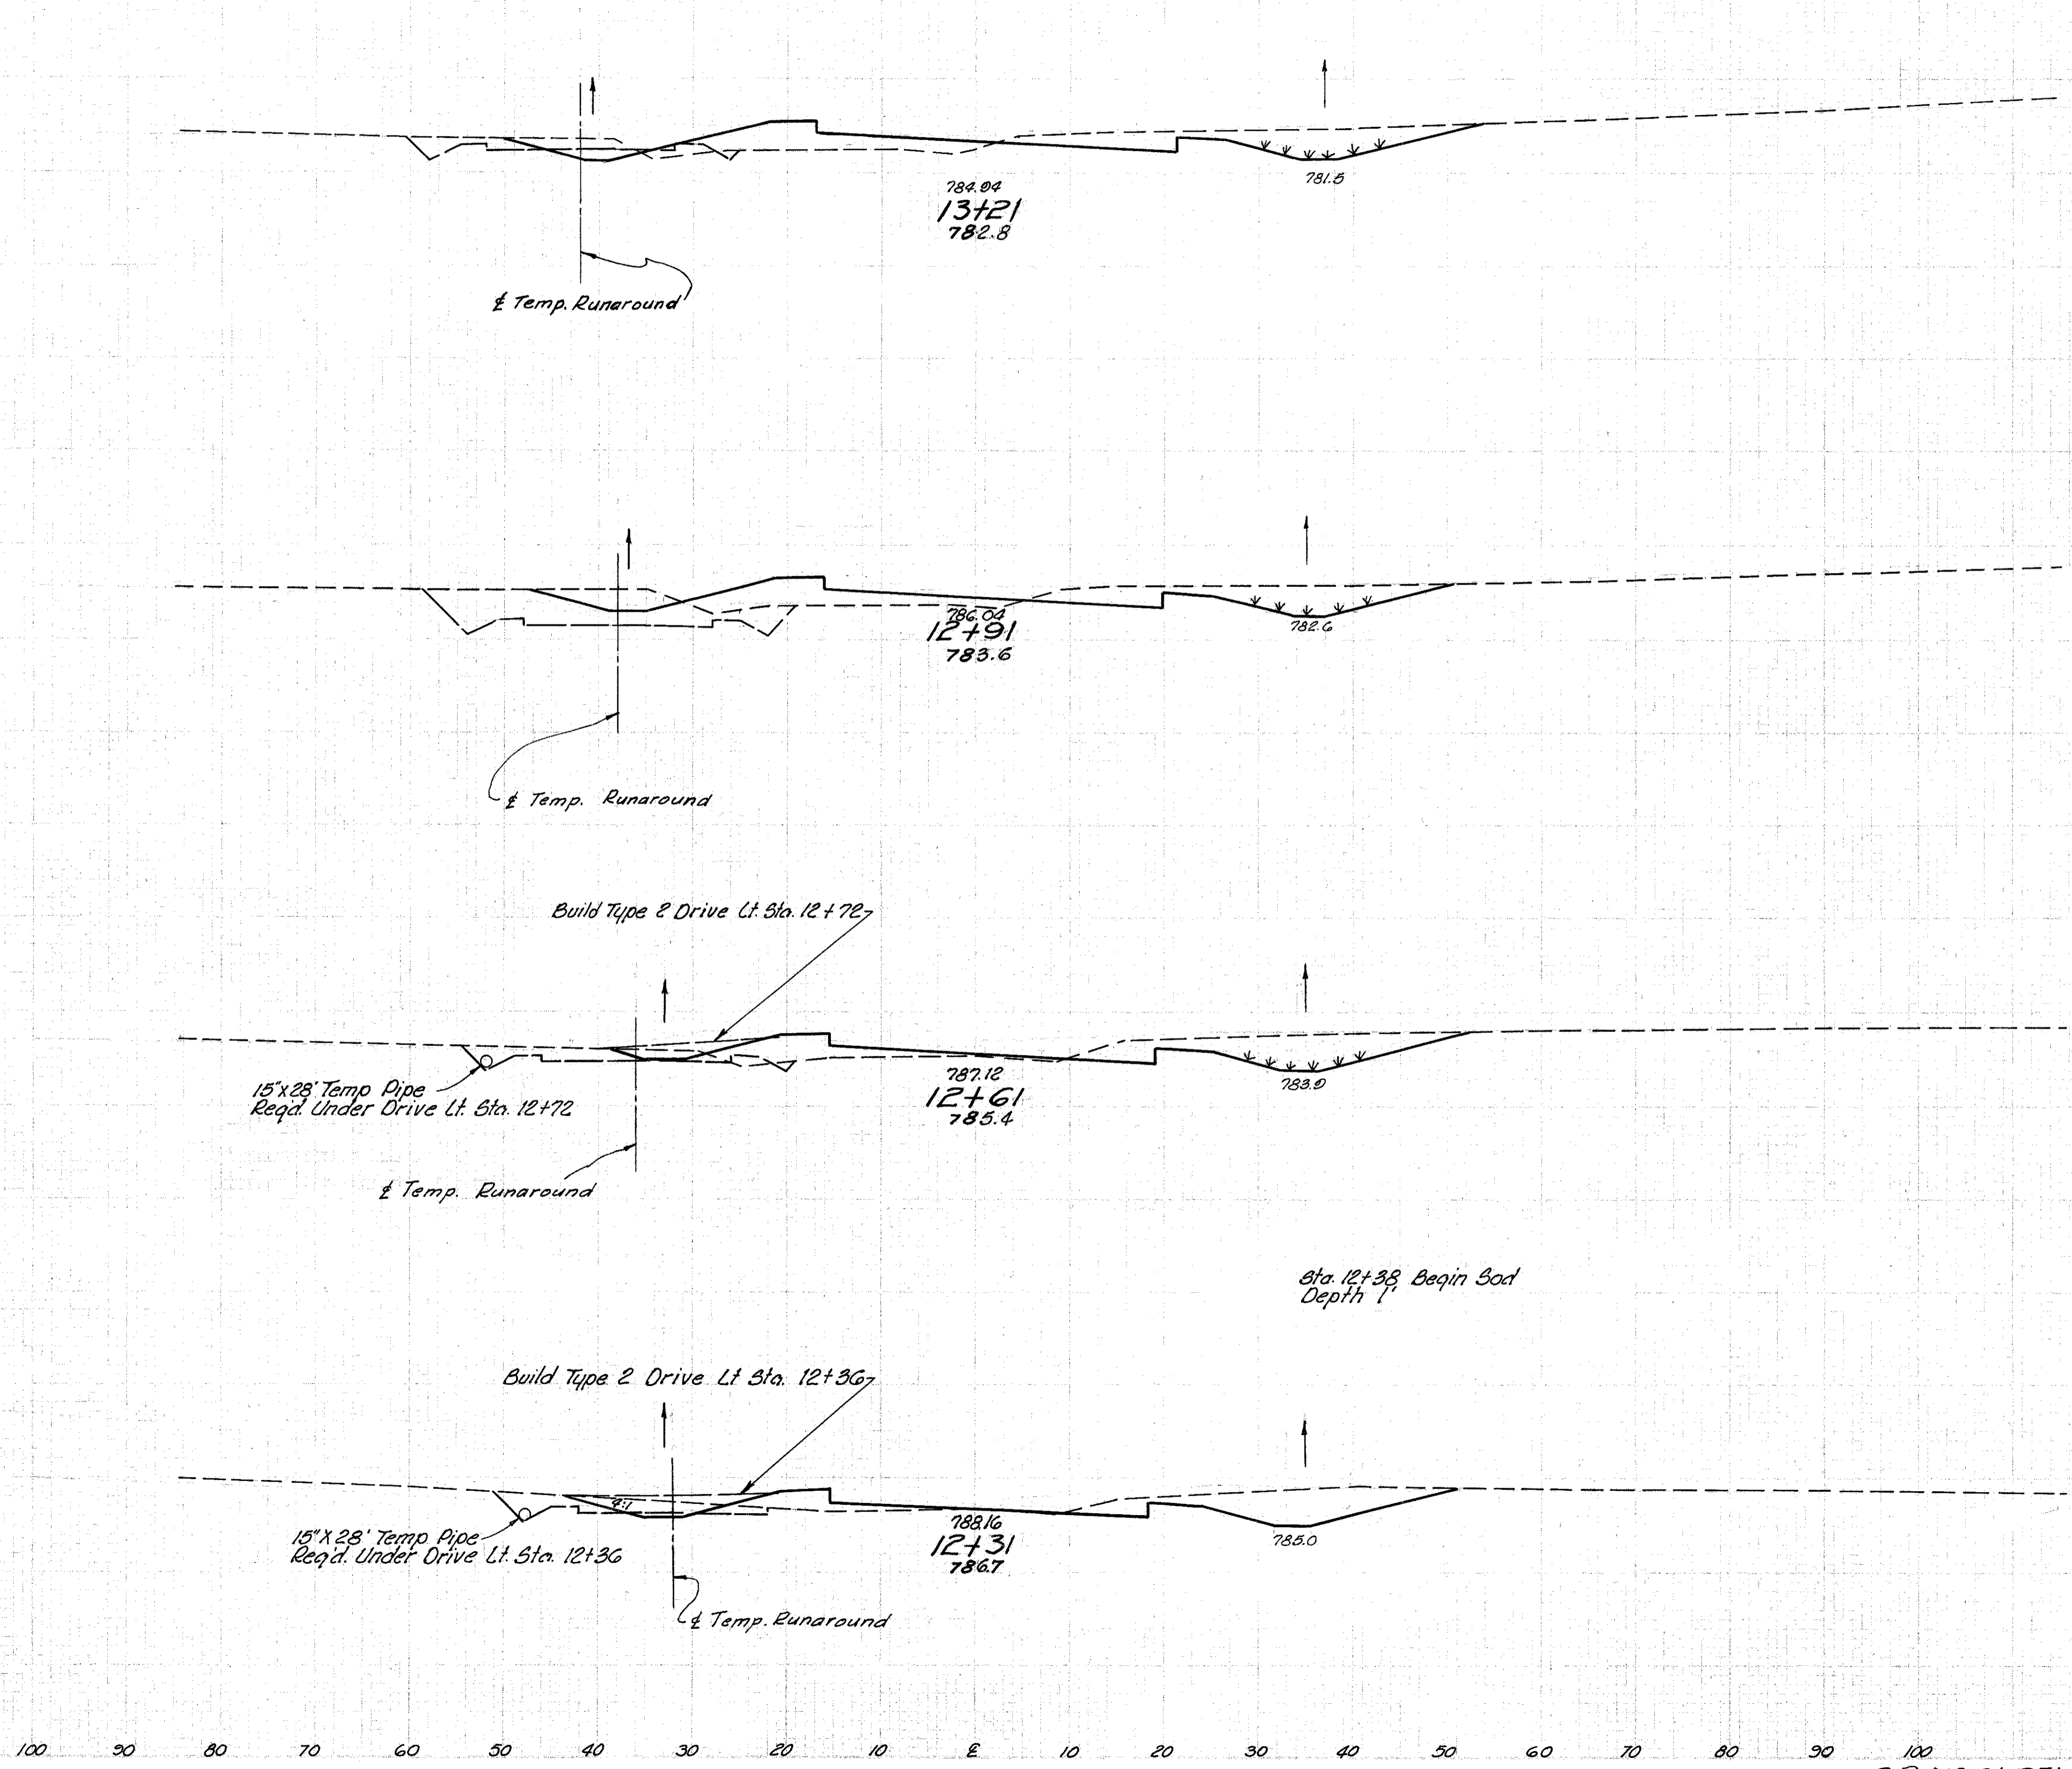 784.94
13+21
782.8
781.5
℄ Temp. Runaround
786.04
12+91
783.6
782.6
℄ Temp. Runaround
Build Type 2 Drive Lt. Sta. 12+72
15"x28' Temp Pipe
Req'd. Under Drive Lt. Sta. 12+72
787.12
12+61
785.4
783.9
℄ Temp. Runaround
Sta. 12+38 Begin Sod
Depth 1'
Build Type 2 Drive Lt Sta. 12+36
4:1
15"X28' Temp Pipe
Req'd. Under Drive Lt. Sta. 12+36
788.16
12+31
786.7
785.0
℄ Temp. Runaround
100 90 80 70 60 50 40 30 20 10 ℄ 10 20 30 40 50 60 70 80 90 100